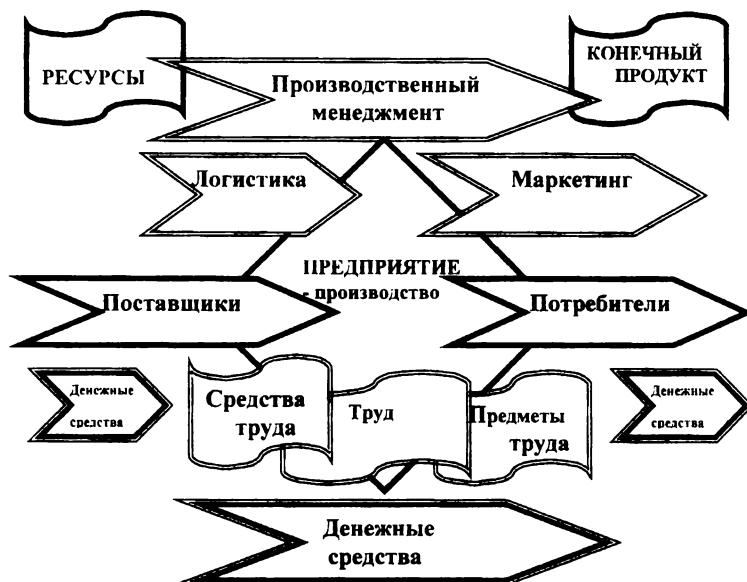 РЕСУРСЫ
Производственный
менеджмент
КОНЕЧНЫЙ
ПРОДУКТ
Логистика
Маркетинг
ПРЕДПРИЯТИЕ
- производство
Поставщики
Потребители
Денежные
средства
Средства
труда
Труд
Предметы
труда
Денежные
средства
Денежные
средства